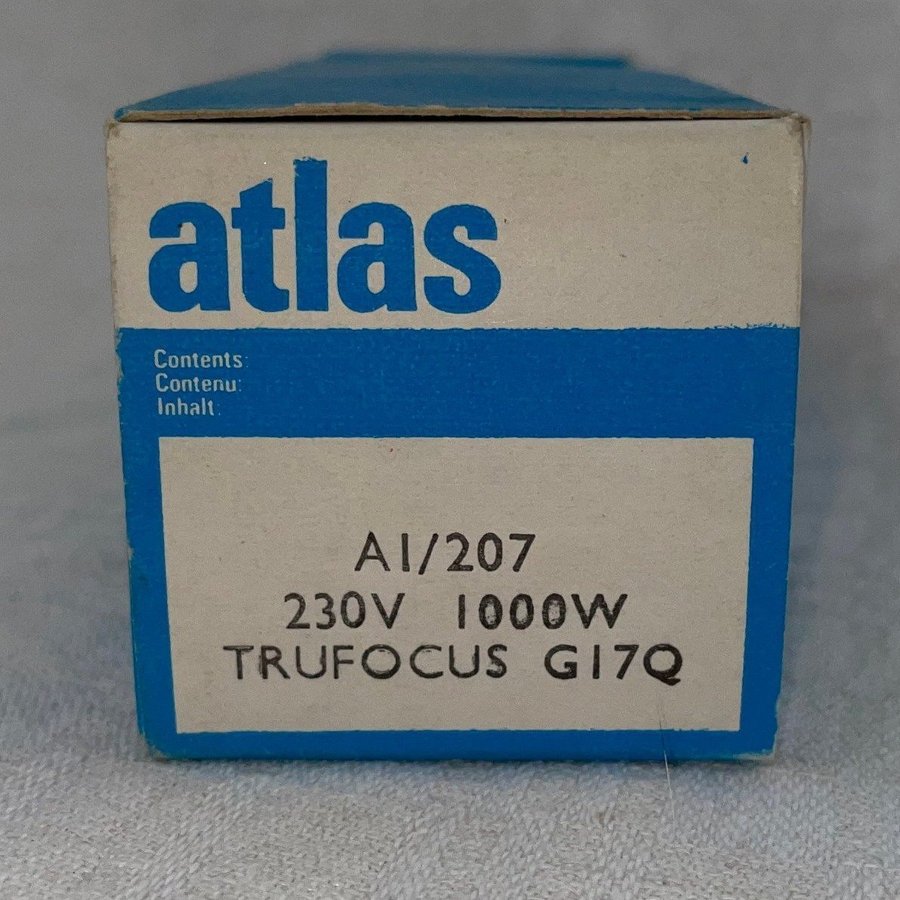 atlas
Contents:
Contenu:
Inhalt:
A1/207
230V 1000W
TRUFOCUS G17Q